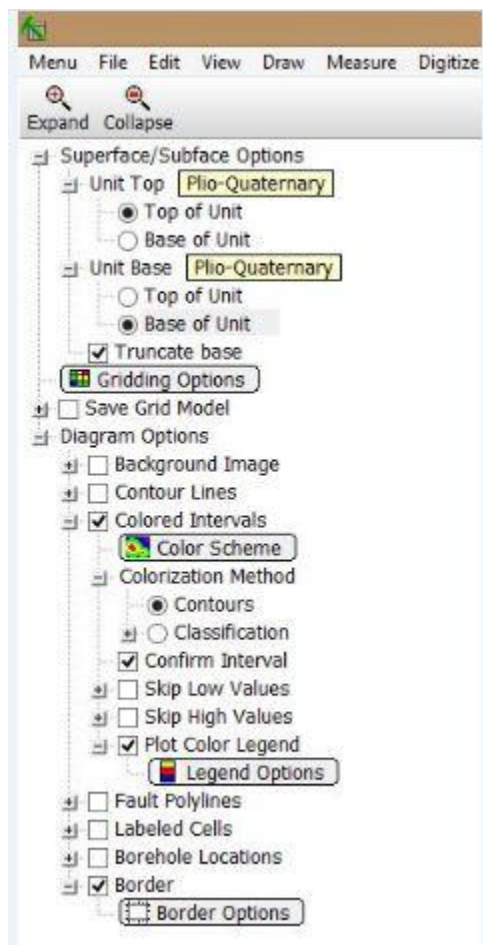 Menu File Edit View Draw Measure Digitize
Expand Collapse
Superface/Subface Options
Unit Top Plio-Quaternary
Top of Unit
Base of Unit
Unit Base Plio-Quaternary
Top of Unit
Base of Unit
Truncate base
Gridding Options
Save Grid Model
Diagram Options
Background Image
Contour Lines
Colored Intervals
Color Scheme
Colorization Method
Contours
Classification
Confirm Interval
Skip Low Values
Skip High Values
Plot Color Legend
Legend Options
Fault Polylines
Labeled Cells
Borehole Locations
Border
Border Options